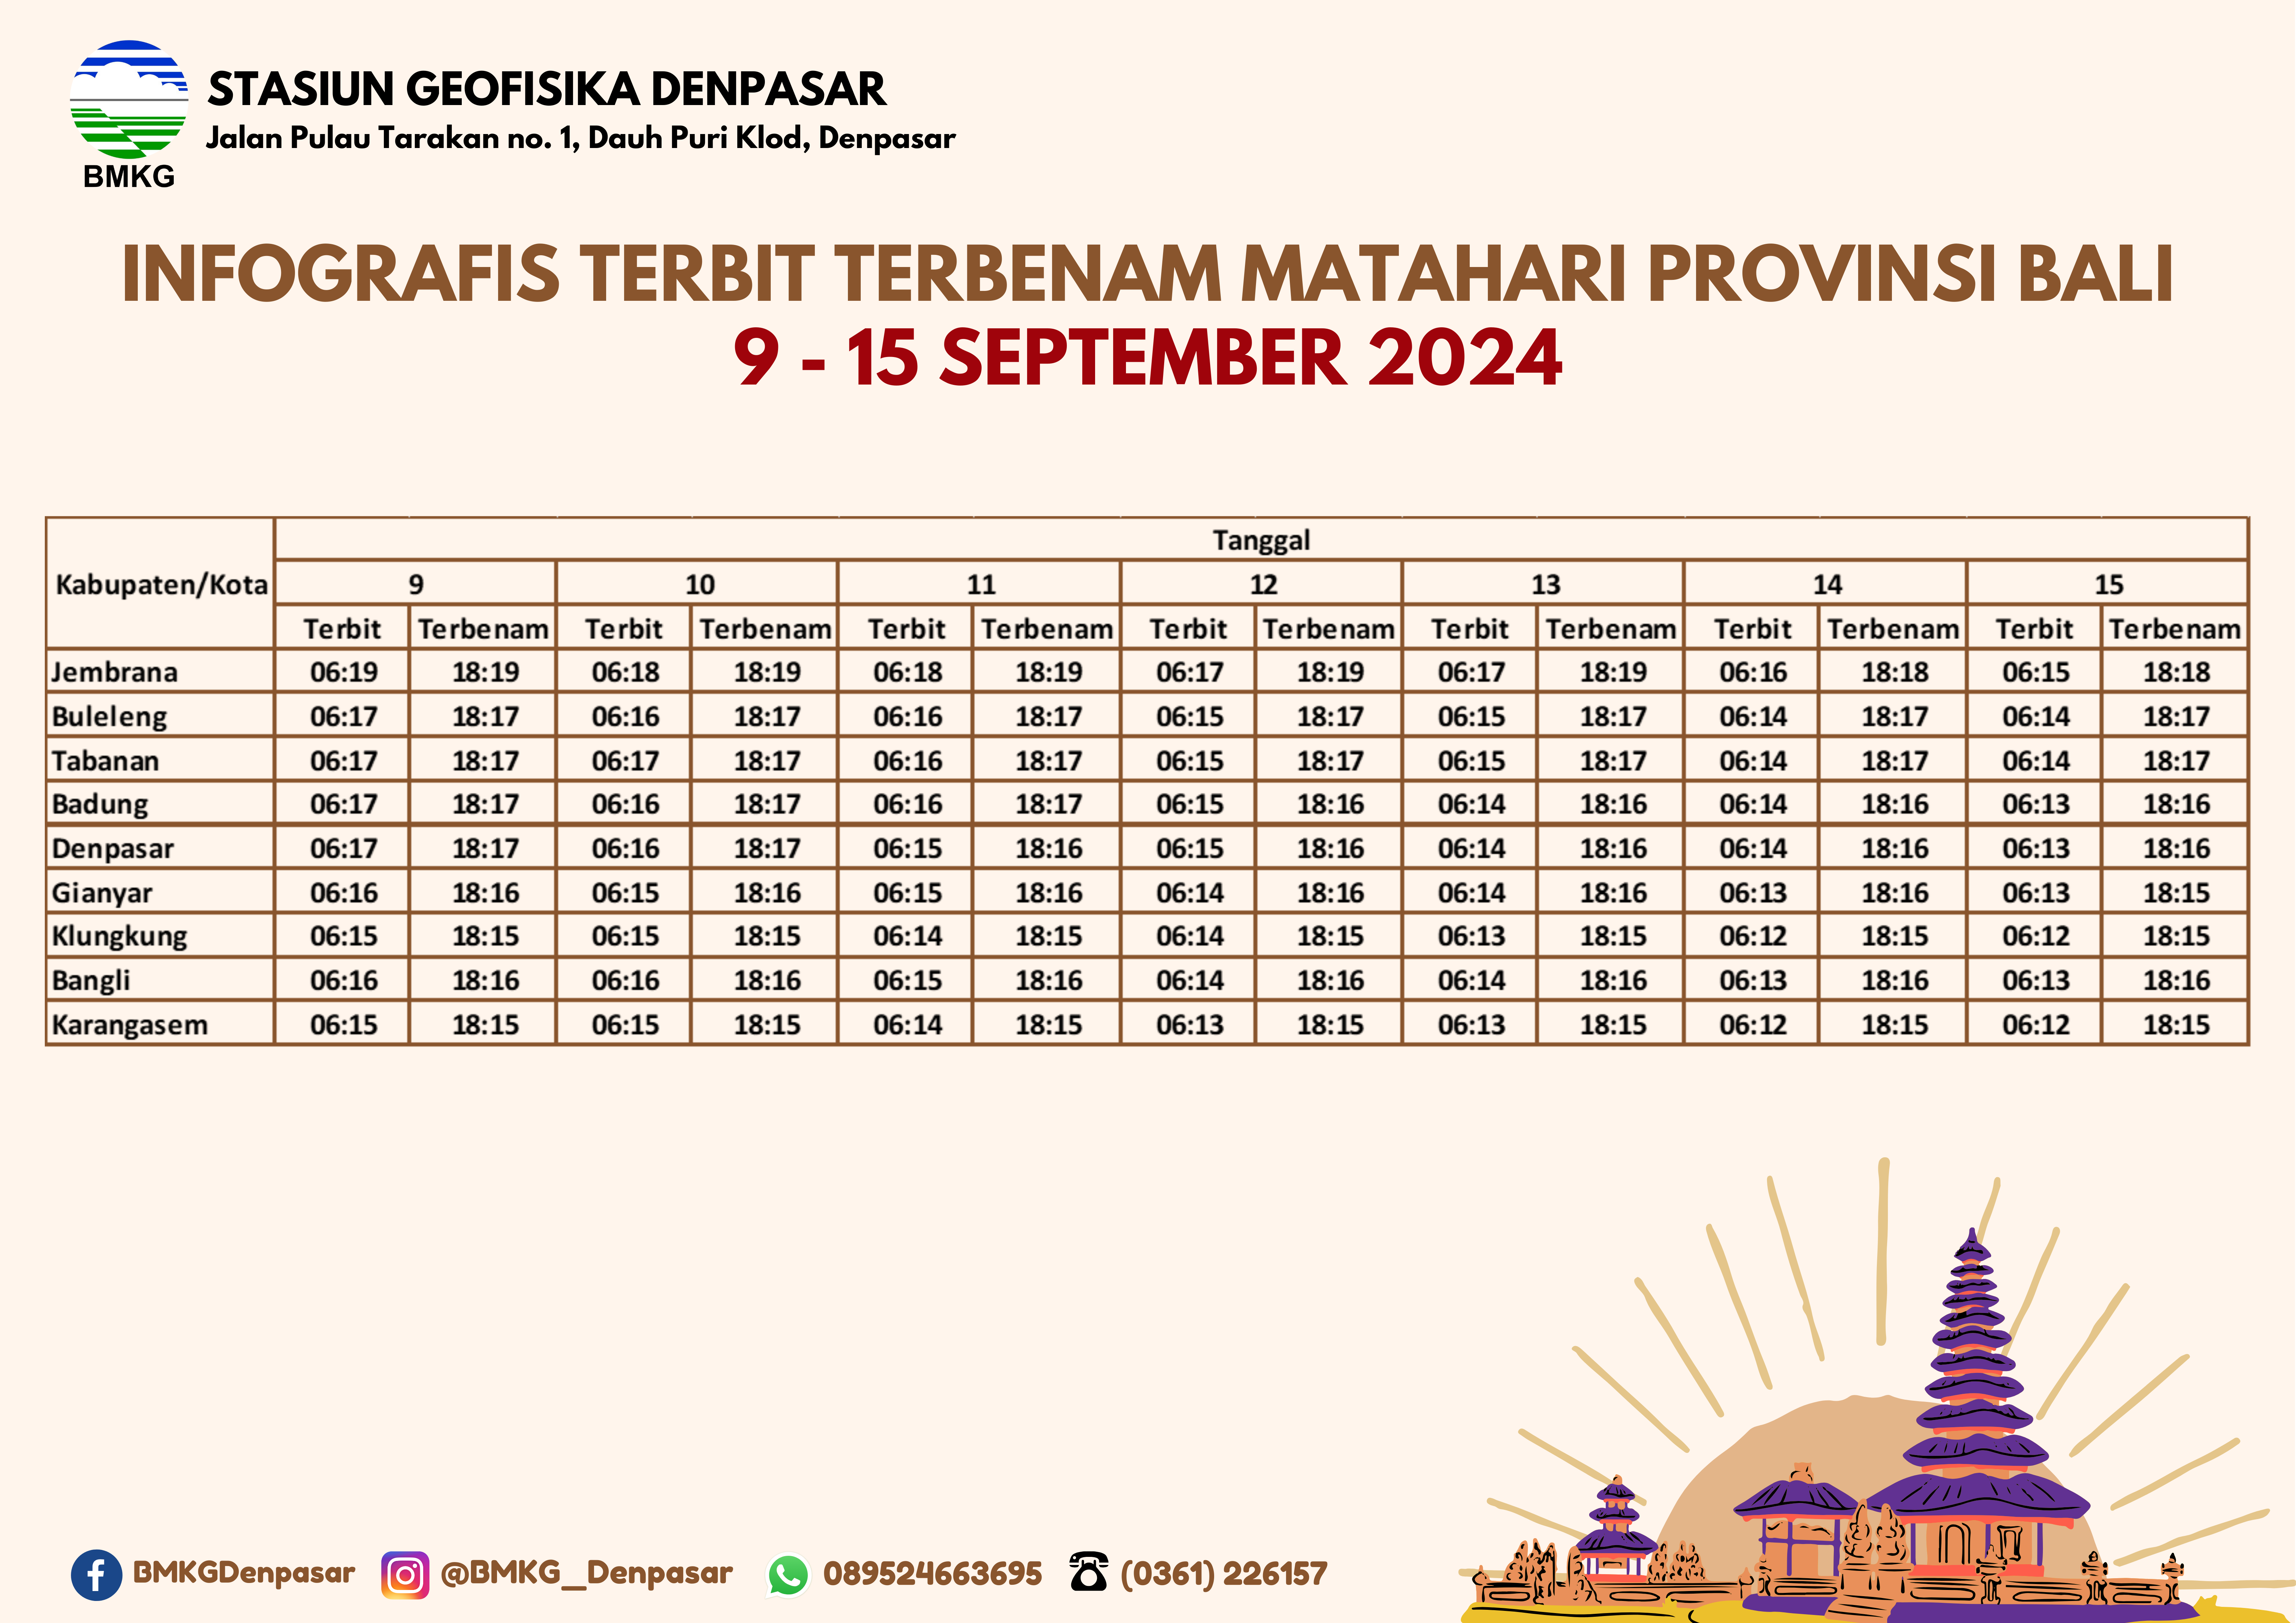 STASIUN GEOFISIKA DENPASAR
Jalan Pulau Tarakan no. 1, Dauh Puri Klod, Denpasar
BMKG
INFOGRAFIS TERBIT TERBENAM MATAHARI PROVINSI BALI
9 - 15 SEPTEMBER 2024
Tanggal
Kabupaten/Kota 9 10 11 12 13 14 15
Terbit Terbenam Terbit Terbenam Terbit Terbenam Terbit Terbenam Terbit Terbenam Terbit Terbenam Terbit Terbenam
Jembrana 06:19 18:19 06:18 18:19 06:18 18:19 06:17 18:19 06:17 18:19 06:16 18:18 06:15 18:18
Buleleng 06:17 18:17 06:16 18:17 06:16 18:17 06:15 18:17 06:15 18:17 06:14 18:17 06:14 18:17
Tabanan 06:17 18:17 06:17 18:17 06:16 18:17 06:15 18:17 06:15 18:17 06:14 18:17 06:14 18:17
Badung 06:17 18:17 06:16 18:17 06:16 18:17 06:15 18:16 06:14 18:16 06:14 18:16 06:13 18:16
Denpasar 06:17 18:17 06:16 18:17 06:15 18:16 06:15 18:16 06:14 18:16 06:14 18:16 06:13 18:16
Gianyar 06:16 18:16 06:15 18:16 06:15 18:16 06:14 18:16 06:14 18:16 06:13 18:16 06:13 18:15
Klungkung 06:15 18:15 06:15 18:15 06:14 18:15 06:14 18:15 06:13 18:15 06:12 18:15 06:12 18:15
Bangli 06:16 18:16 06:16 18:16 06:15 18:16 06:14 18:16 06:14 18:16 06:13 18:16 06:13 18:16
Karangasem 06:15 18:15 06:15 18:15 06:14 18:15 06:13 18:15 06:13 18:15 06:12 18:15 06:12 18:15
BMKGDenpasar @BMKG_Denpasar 089524663695 (0361) 226157